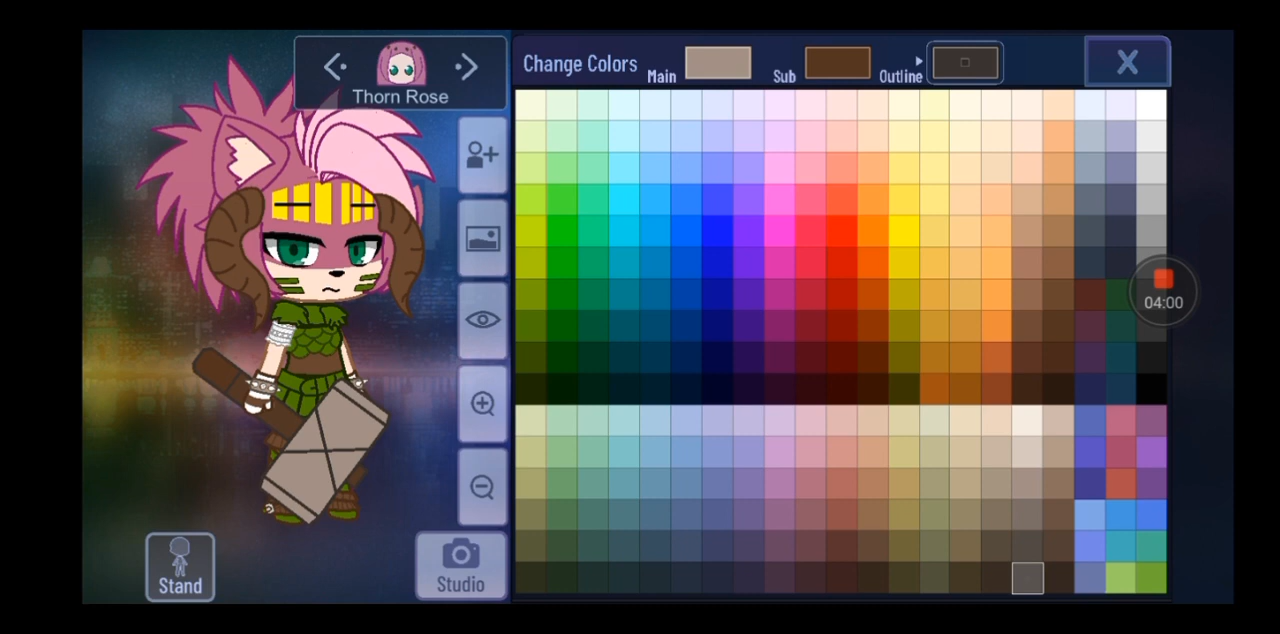 Thorn Rose
Change Colors
Main
Sub
Outline
X
04:00
Stand
Studio